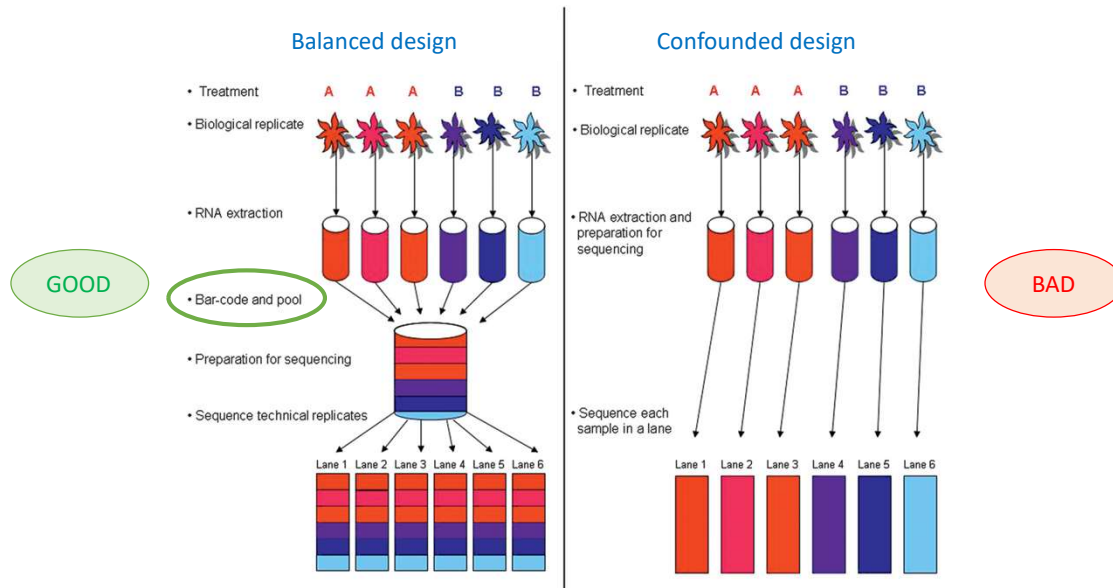 Balanced design
• Treatment
A A A B B B
• Biological replicate
• RNA extraction
GOOD
• Bar-code and pool
• Preparation for sequencing
• Sequence technical replicates
Lane 1 Lane 2 Lane 3 Lane 4 Lane 5 Lane 6
Confounded design
• Treatment
A A A B B B
• Biological replicate
• RNA extraction and
preparation for
sequencing
BAD
• Sequence each
sample in a lane
Lane 1 Lane 2 Lane 3 Lane 4 Lane 5 Lane 6